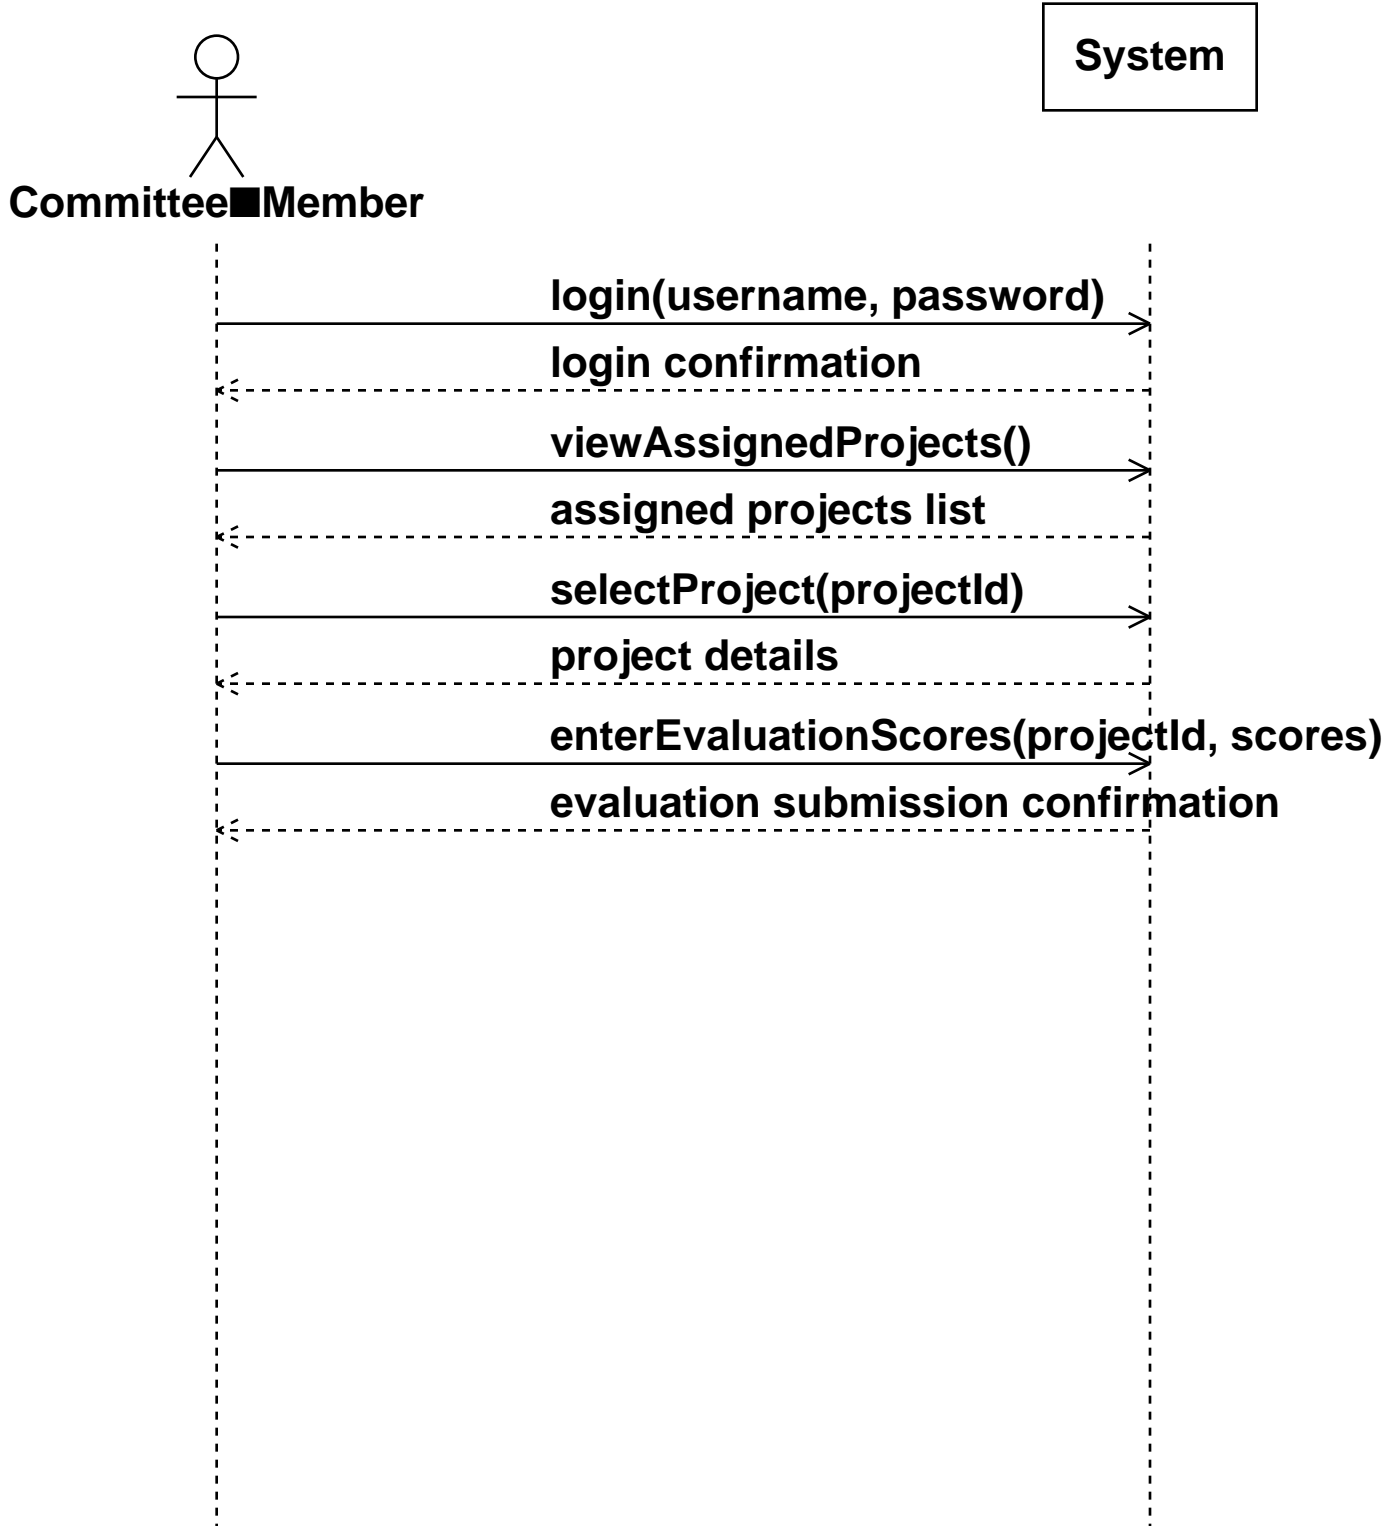 System
Committee■Member
login(username, password)
login confirmation
viewAssignedProjects()
assigned projects list
selectProject(projectId)
project details
enterEvaluationScores(projectId, scores)
evaluation submission confirmation